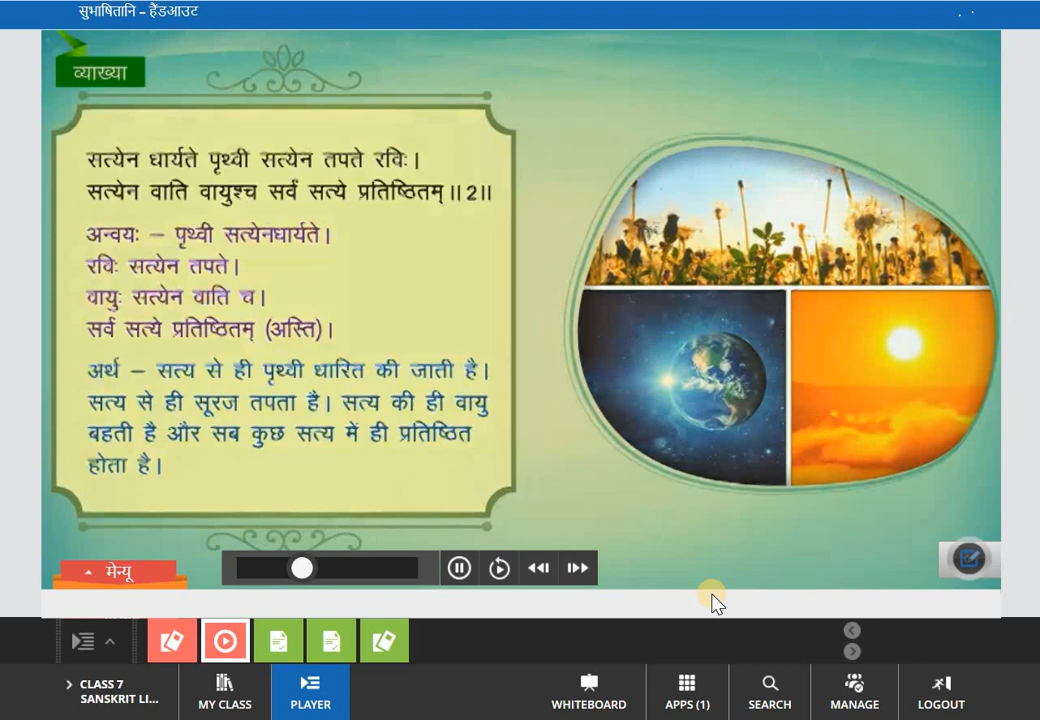 सुभाषितानि – हैंडआउट
व्याख्या
सत्येन धार्यते पृथ्वी सत्येन तपते रविः।
सत्येन वाति वायुश्च सर्वं सत्ये प्रतिष्ठितम्॥2॥
अन्वयः – पृथ्वी सत्येनधार्यते।
रविः सत्येन तपते।
वायुः सत्येन वाति च।
सर्वं सत्ये प्रतिष्ठितम् (अस्ति)।
अर्थ – सत्य से ही पृथ्वी धारित की जाती है।
सत्य से ही सूरज तपता है। सत्य की ही वायु
बहती है और सब कुछ सत्य में ही प्रतिष्ठित
होता है।
मेन्यू
CLASS 7
SANSKRIT LI...
MY CLASS
PLAYER
WHITEBOARD
APPS (1)
SEARCH
MANAGE
LOGOUT